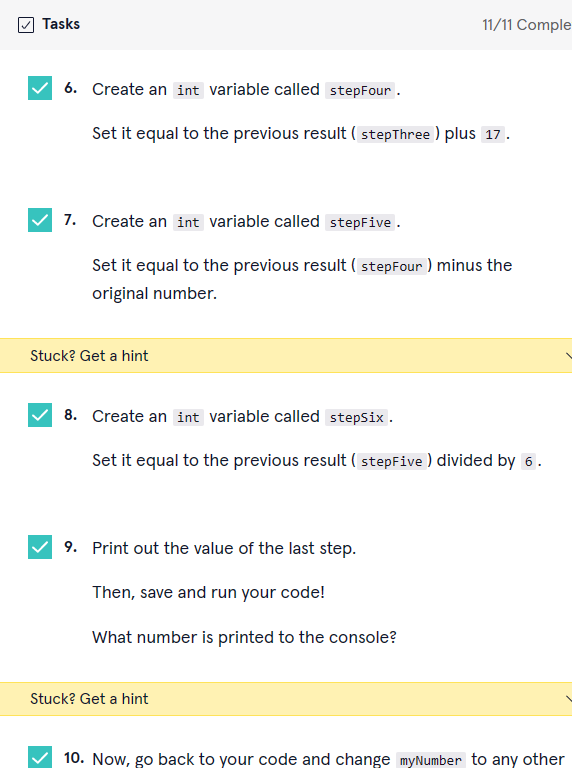 Tasks 11/11 Comple
6. Create an int variable called stepFour.
Set it equal to the previous result (stepThree) plus 17.
7. Create an int variable called stepFive.
Set it equal to the previous result (stepFour) minus the
original number.
Stuck? Get a hint
8. Create an int variable called stepSix.
Set it equal to the previous result (stepFive) divided by 6.
9. Print out the value of the last step.
Then, save and run your code!
What number is printed to the console?
Stuck? Get a hint
10. Now, go back to your code and change myNumber to any other